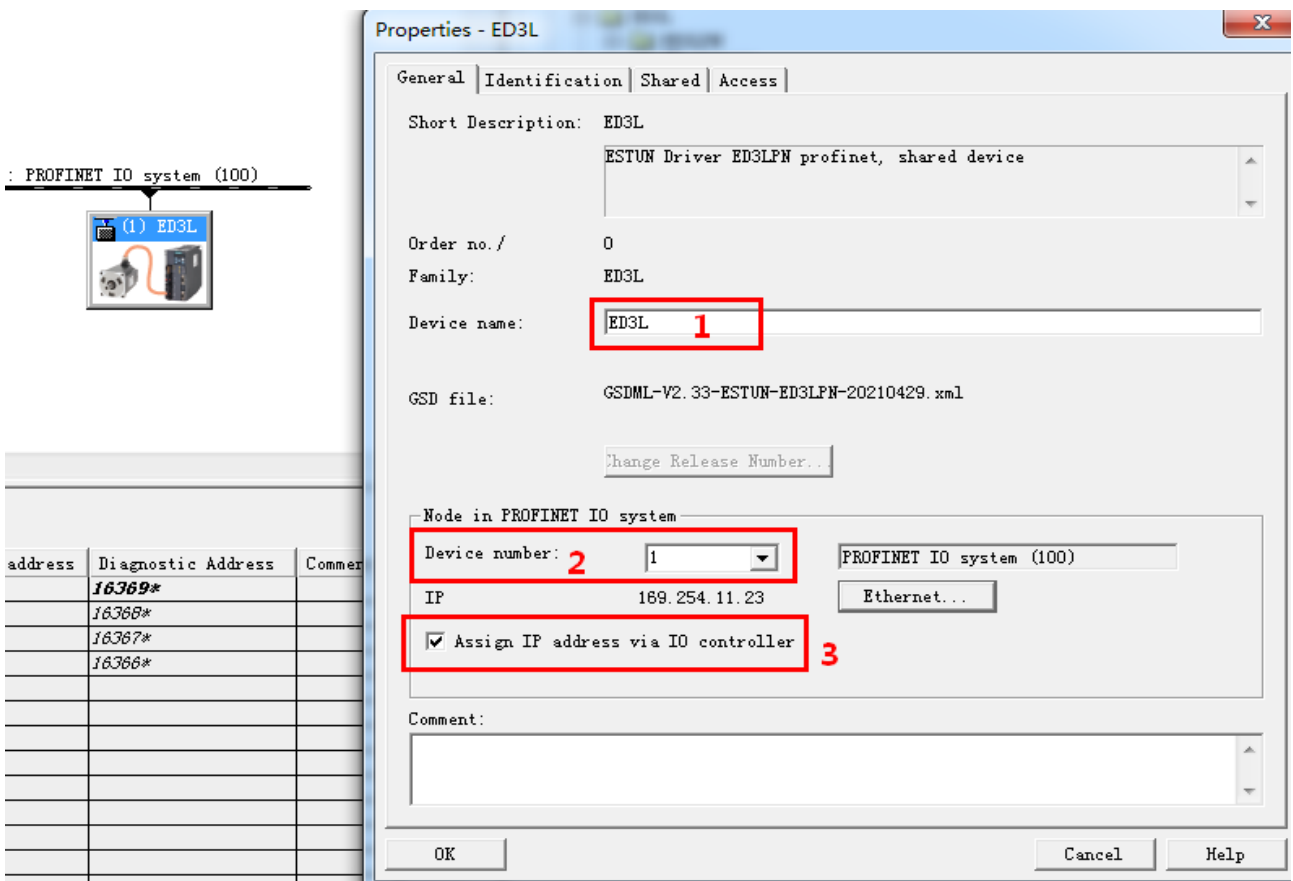 Properties - ED3L
General Identification Shared Access
Short Description: ED3L
ESTUN Driver ED3LPN profinet, shared device
: PROFINET IO system (100)
(1) ED3L
Order no./ 0
Family: ED3L
Device name: ED3L 1
GSD file: GSDML-V2.33-ESTUN-ED3LPN-20210429.xml
Change Release Number...
Node in PROFINET IO system
Device number: 2 1 PROFINET IO system (100)
address Diagnostic Address Commer
16369*
16368*
16367*
16366*
IP 169.254.11.23 Ethernet...
Assign IP address via IO controller 3
Comment:
OK Cancel Help